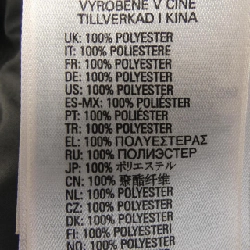 VYROBENE V CINE
TILLVERKAD I KINA
UK: 100% POLYESTER
IT: 100% POLIESTERE
FR: 100% POLYESTER
DE: 100% POLYESTER
US: 100% POLYESTER
ES-MX: 100% POLIÉSTER
PT: 100% POLIÉSTER
TR: 100% POLYESTER
EL: 100% ΠΟΛΥΕΣΤΕΡΑΣ
RU: 100% ПОЛИЭСТЕР
JP: 100% ポリエステル
CN: 100% 聚酯纤维
NL: 100% POLYESTER
CZ: 100% POLYESTER
DK: 100% POLYESTER
FI: 100% POLYESTERI
NO: 100% POLYESTER